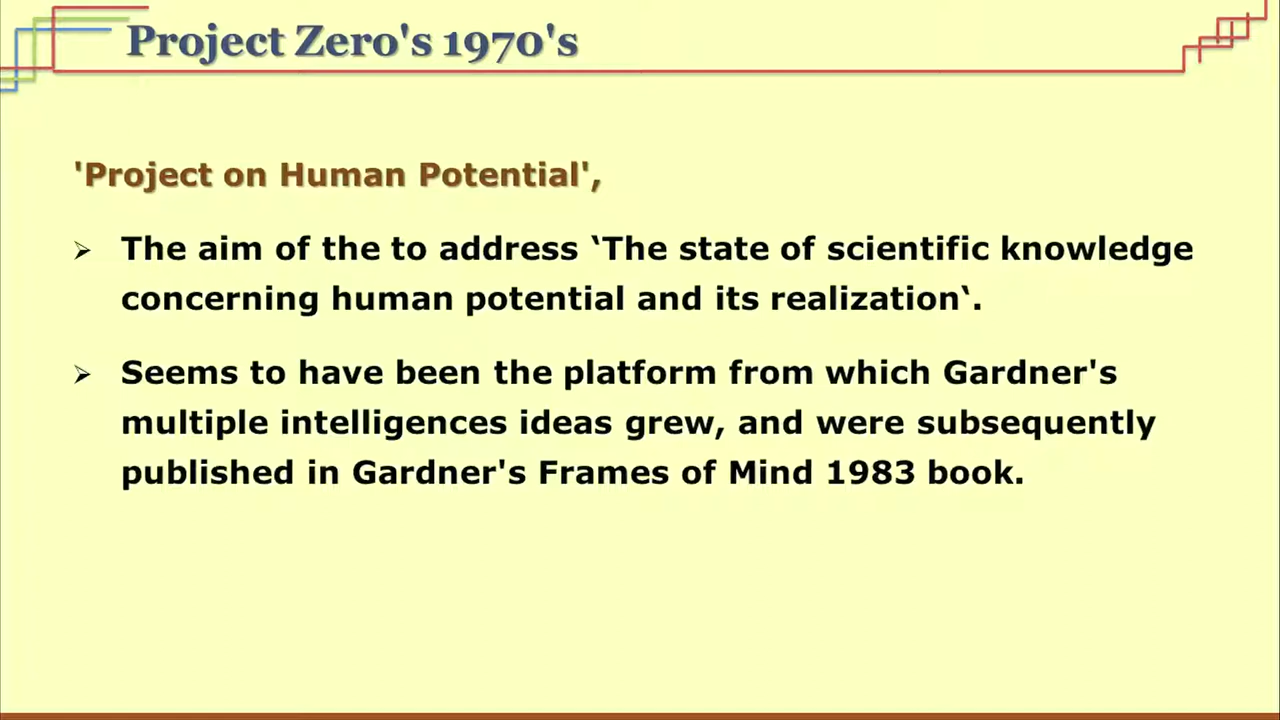 Project Zero's 1970's
'Project on Human Potential',
➢ The aim of the to address ‘The state of scientific knowledge
concerning human potential and its realization‘.
➢ Seems to have been the platform from which Gardner's
multiple intelligences ideas grew, and were subsequently
published in Gardner's Frames of Mind 1983 book.